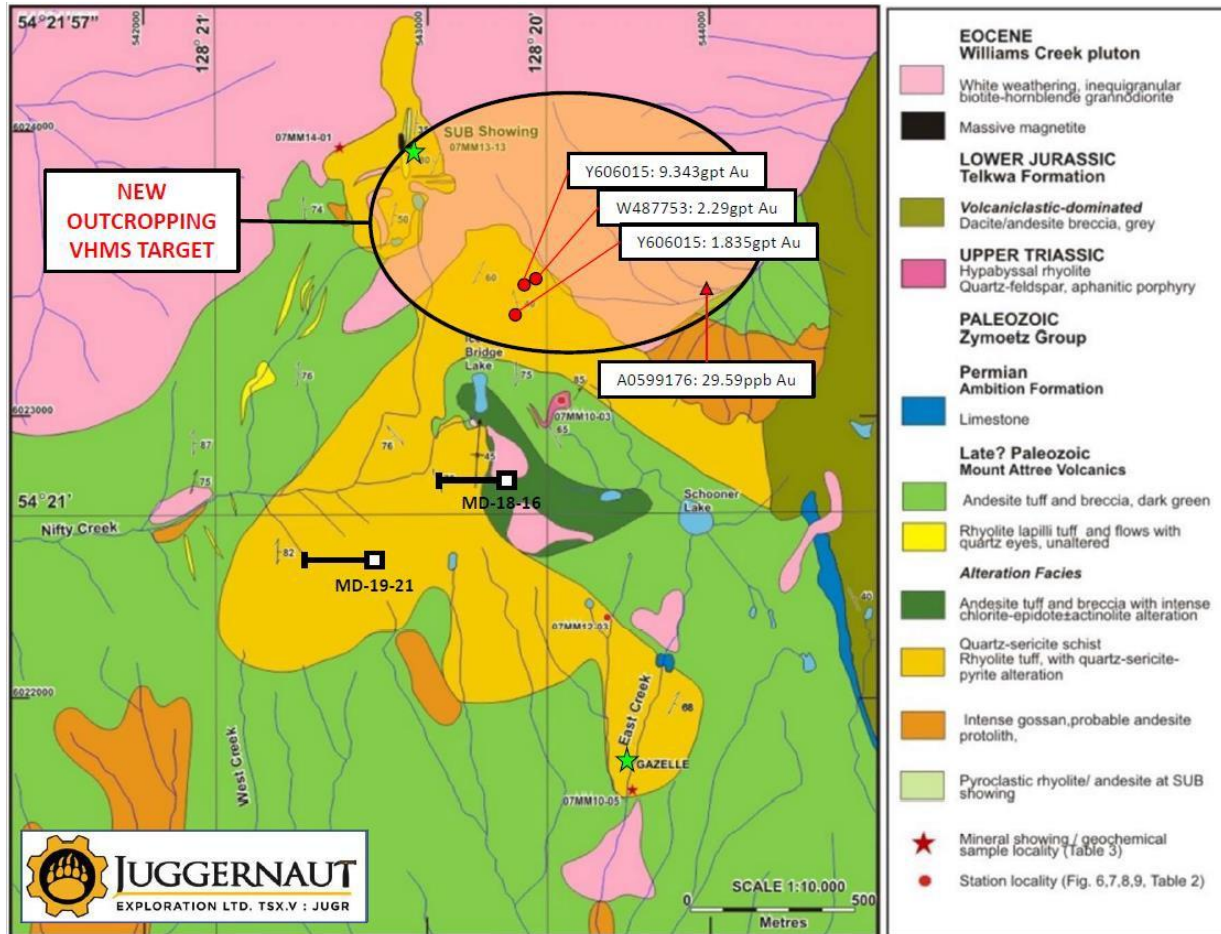 54°21'57"
542000
128° 21'
543000
128° 20'
544000
6024000
07MM14-01
SUB Showing
07MM13-13
Y606015: 9.343gpt Au
W487753: 2.29gpt Au
Y606015: 1.835gpt Au
NEW
OUTCROPPING
VHMS TARGET
74
50
60
Bridge
Lake
75
85
A0599176: 29.59ppb Au
6023000
76
07MM10-03
65
87
76
75
45
54°21'
MD-18-16
Schooner
Lake
Nifty Creek
82
MD-19-21
07MM12-03
40
6022000
West Creek
East Creek
68
GAZELLE
07MM10-05
JUGGERNAUT
EXPLORATION LTD. TSX.V : JUGR
SCALE 1:10,000
0 500
Metres
EOCENE
Williams Creek pluton
White weathering, inequigranular
biotite-hornblende grannodiorite
Massive magnetite
LOWER JURASSIC
Telkwa Formation
Volcaniclastic-dominated
Dacite/andesite breccia, grey
UPPER TRIASSIC
Hypabyssal rhyolite
Quartz-feldspar, aphanitic porphyry
PALEOZOIC
Zymoetz Group
Permian
Ambition Formation
Limestone
Late? Paleozoic
Mount Attree Volcanics
Andesite tuff and breccia, dark green
Rhyolite lapilli tuff and flows with
quartz eyes, unaltered
Alteration Facies
Andesite tuff and breccia with intense
chlorite-epidote±actinolite alteration
Quartz-sericite schist
Rhyolite tuff, with quartz-sericite-
pyrite alteration
Intense gossan,probable andesite
protolith,
Pyroclastic rhyolite/ andesite at SUB
showing
Mineral showing / geochemical
sample locality (Table 3)
Station locality (Fig. 6,7,8,9, Table 2)